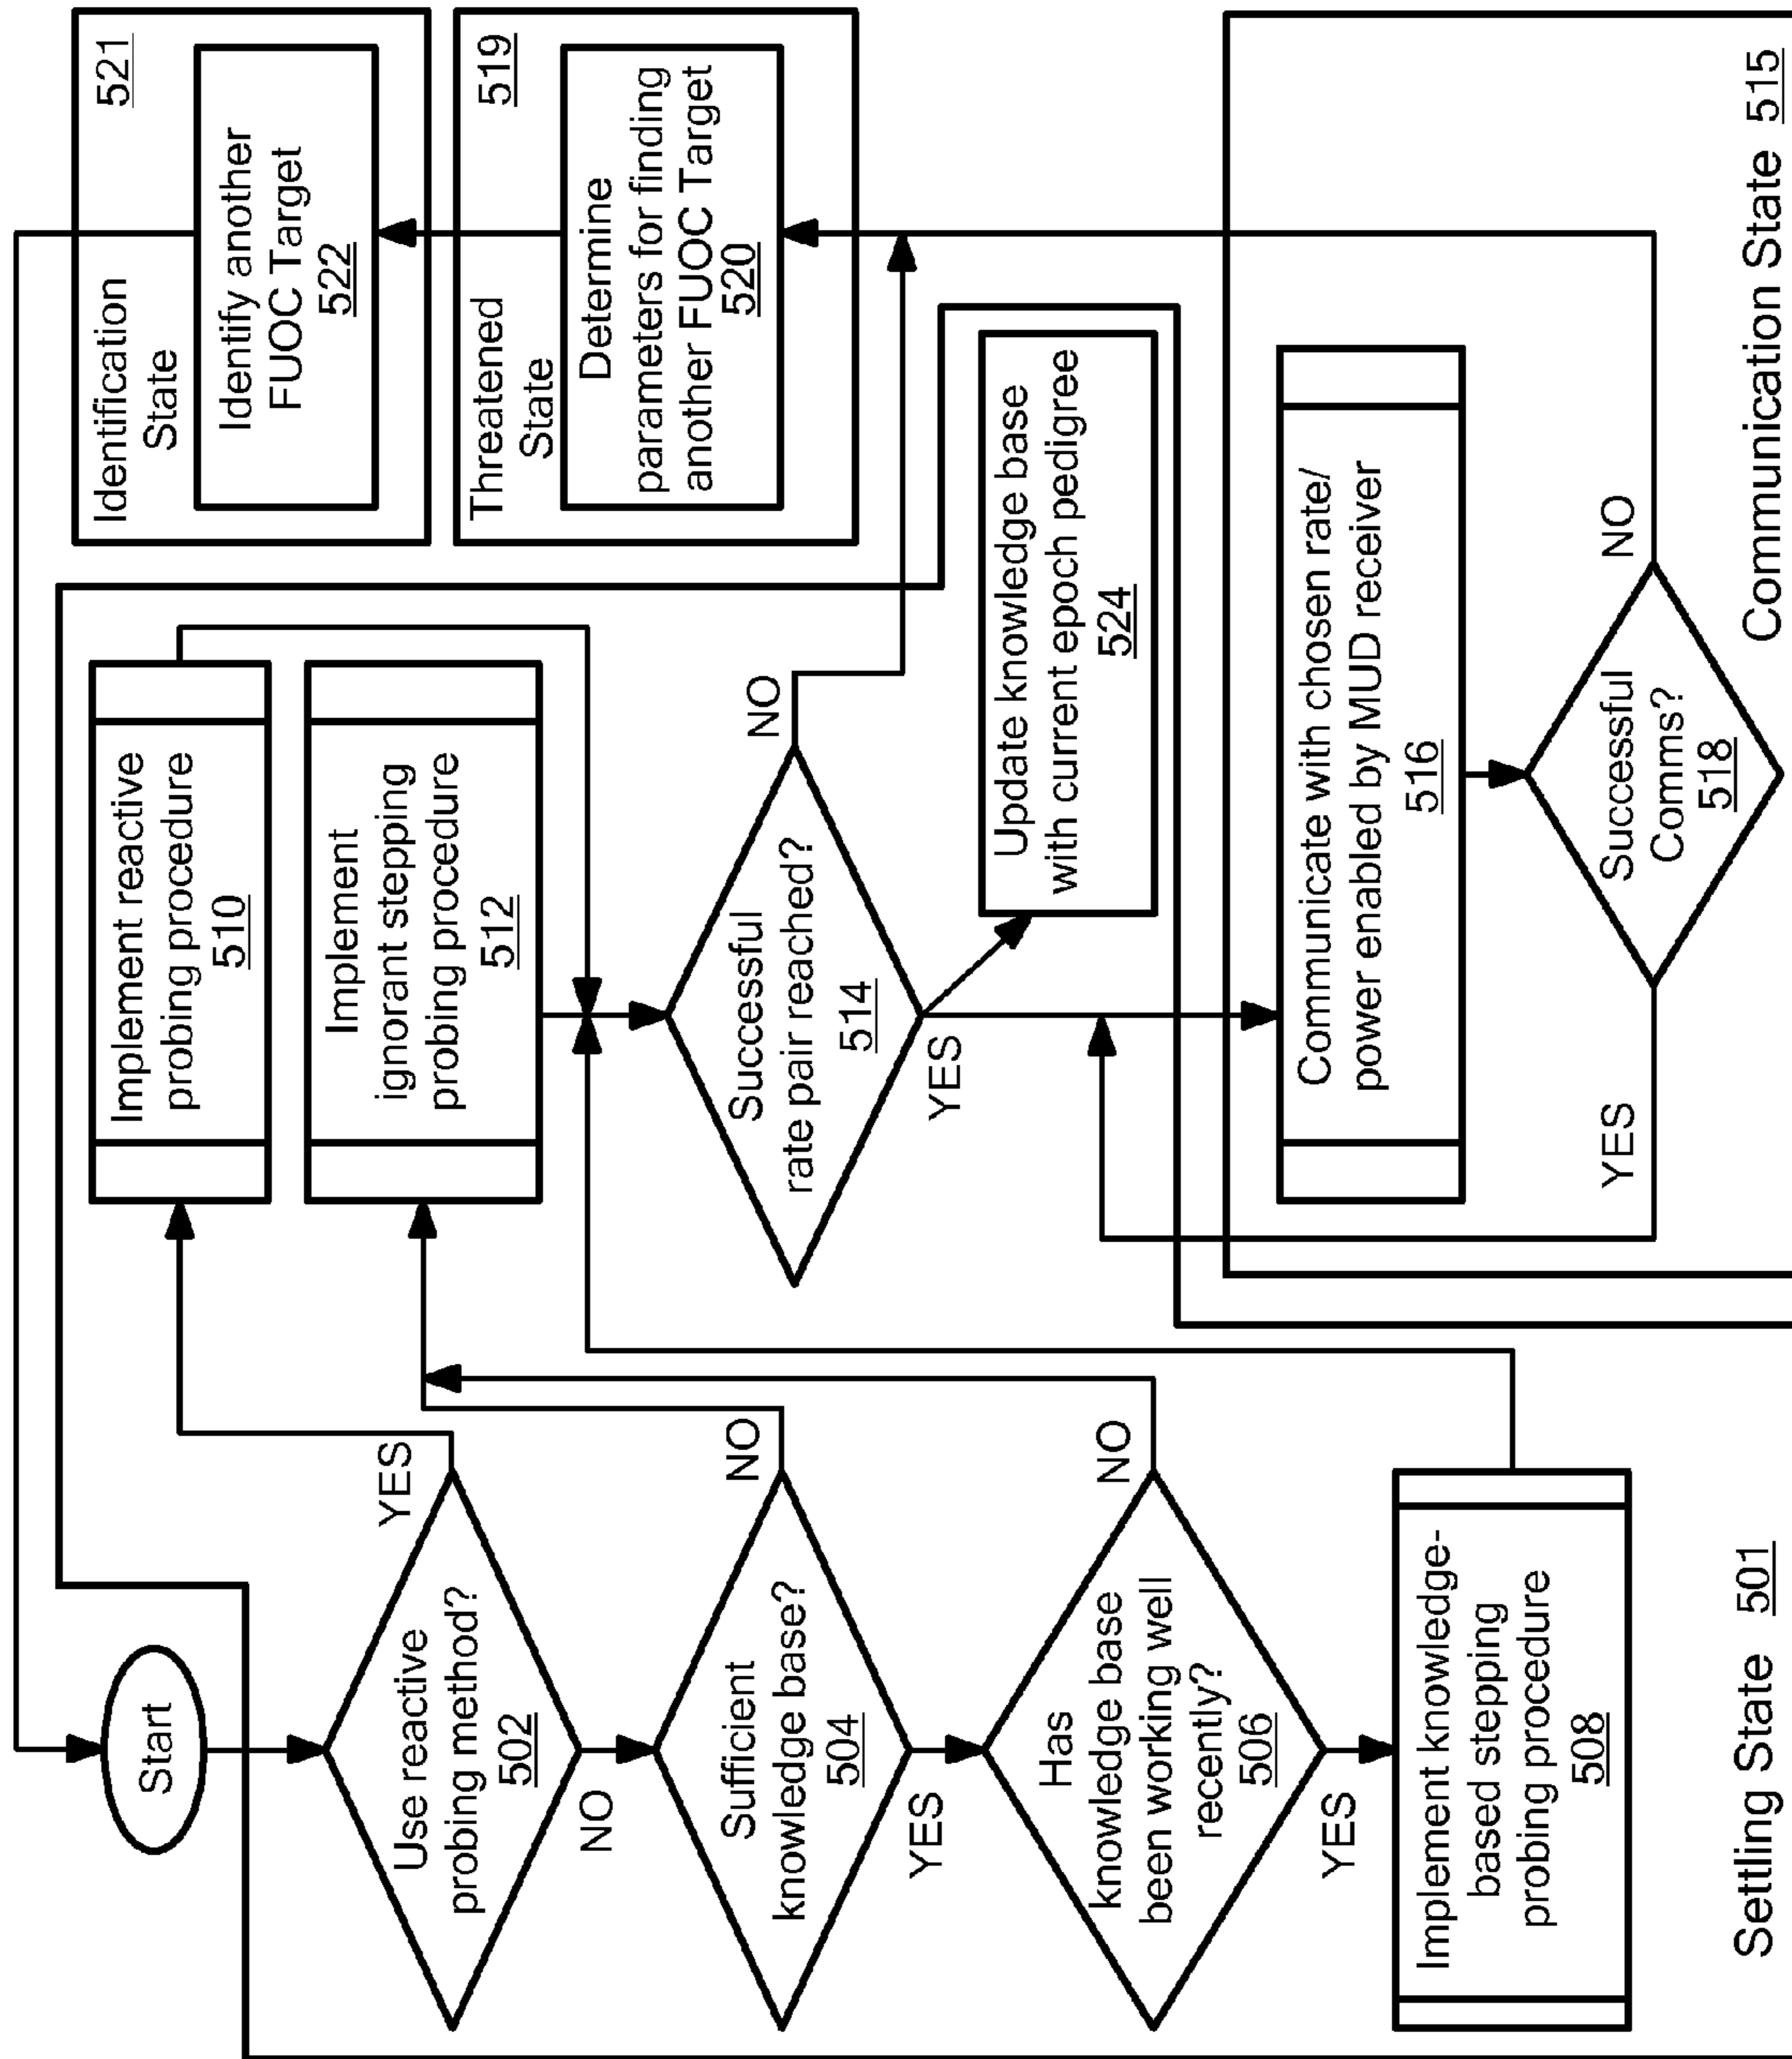 Start
Use reactive
probing method?
502
YES
NO
Sufficient
knowledge base?
504
NO
YES
Has
knowledge base
been working well
recently?
506
NO
YES
Implement knowledge-
based stepping
probing procedure
508
Settling State 501
Implement reactive
probing procedure
510
Implement
ignorant stepping
probing procedure
512
Successful
rate pair reached?
514
NO
YES
Update knowledge base
with current epoch pedigree
524
Communicate with chosen rate/
power enabled by MUD receiver
516
Successful
Comms?
518
YES
NO
Communication State 515
Identification
State
521
Identify another
FUOC Target
522
Threatened
State
519
Determine
parameters for finding
another FUOC Target
520